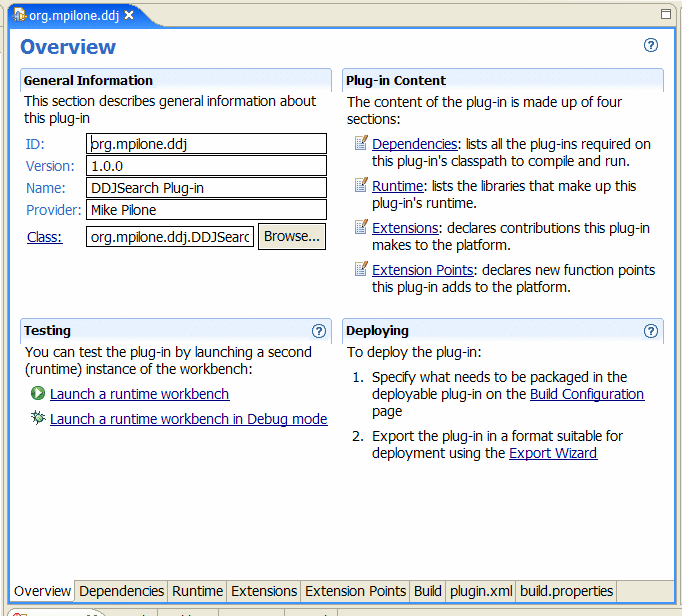 org.mpilone.ddj
Overview
General Information
This section describes general information about
this plug-in
ID: org.mpilone.ddj
Version: 1.0.0
Name: DDJSearch Plug-in
Provider: Mike Pilone
Class: org.mpilone.ddj.DDJSearc Browse...
Plug-in Content
The content of the plug-in is made up of four
sections:
Dependencies: lists all the plug-ins required on
this plug-in's classpath to compile and run.
Runtime: lists the libraries that make up this
plug-in's runtime.
Extensions: declares contributions this plug-in
makes to the platform.
Extension Points: declares new function points
this plug-in adds to the platform.
Testing
You can test the plug-in by launching a second
(runtime) instance of the workbench:
Launch a runtime workbench
Launch a runtime workbench in Debug mode
Deploying
To deploy the plug-in:
1. Specify what needs to be packaged in the
deployable plug-in on the Build Configuration
page
2. Export the plug-in in a format suitable for
deployment using the Export Wizard
Overview Dependencies Runtime Extensions Extension Points Build plugin.xml build.properties